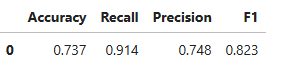 Accuracy Recall Precision F1
0 0.737 0.914 0.748 0.823